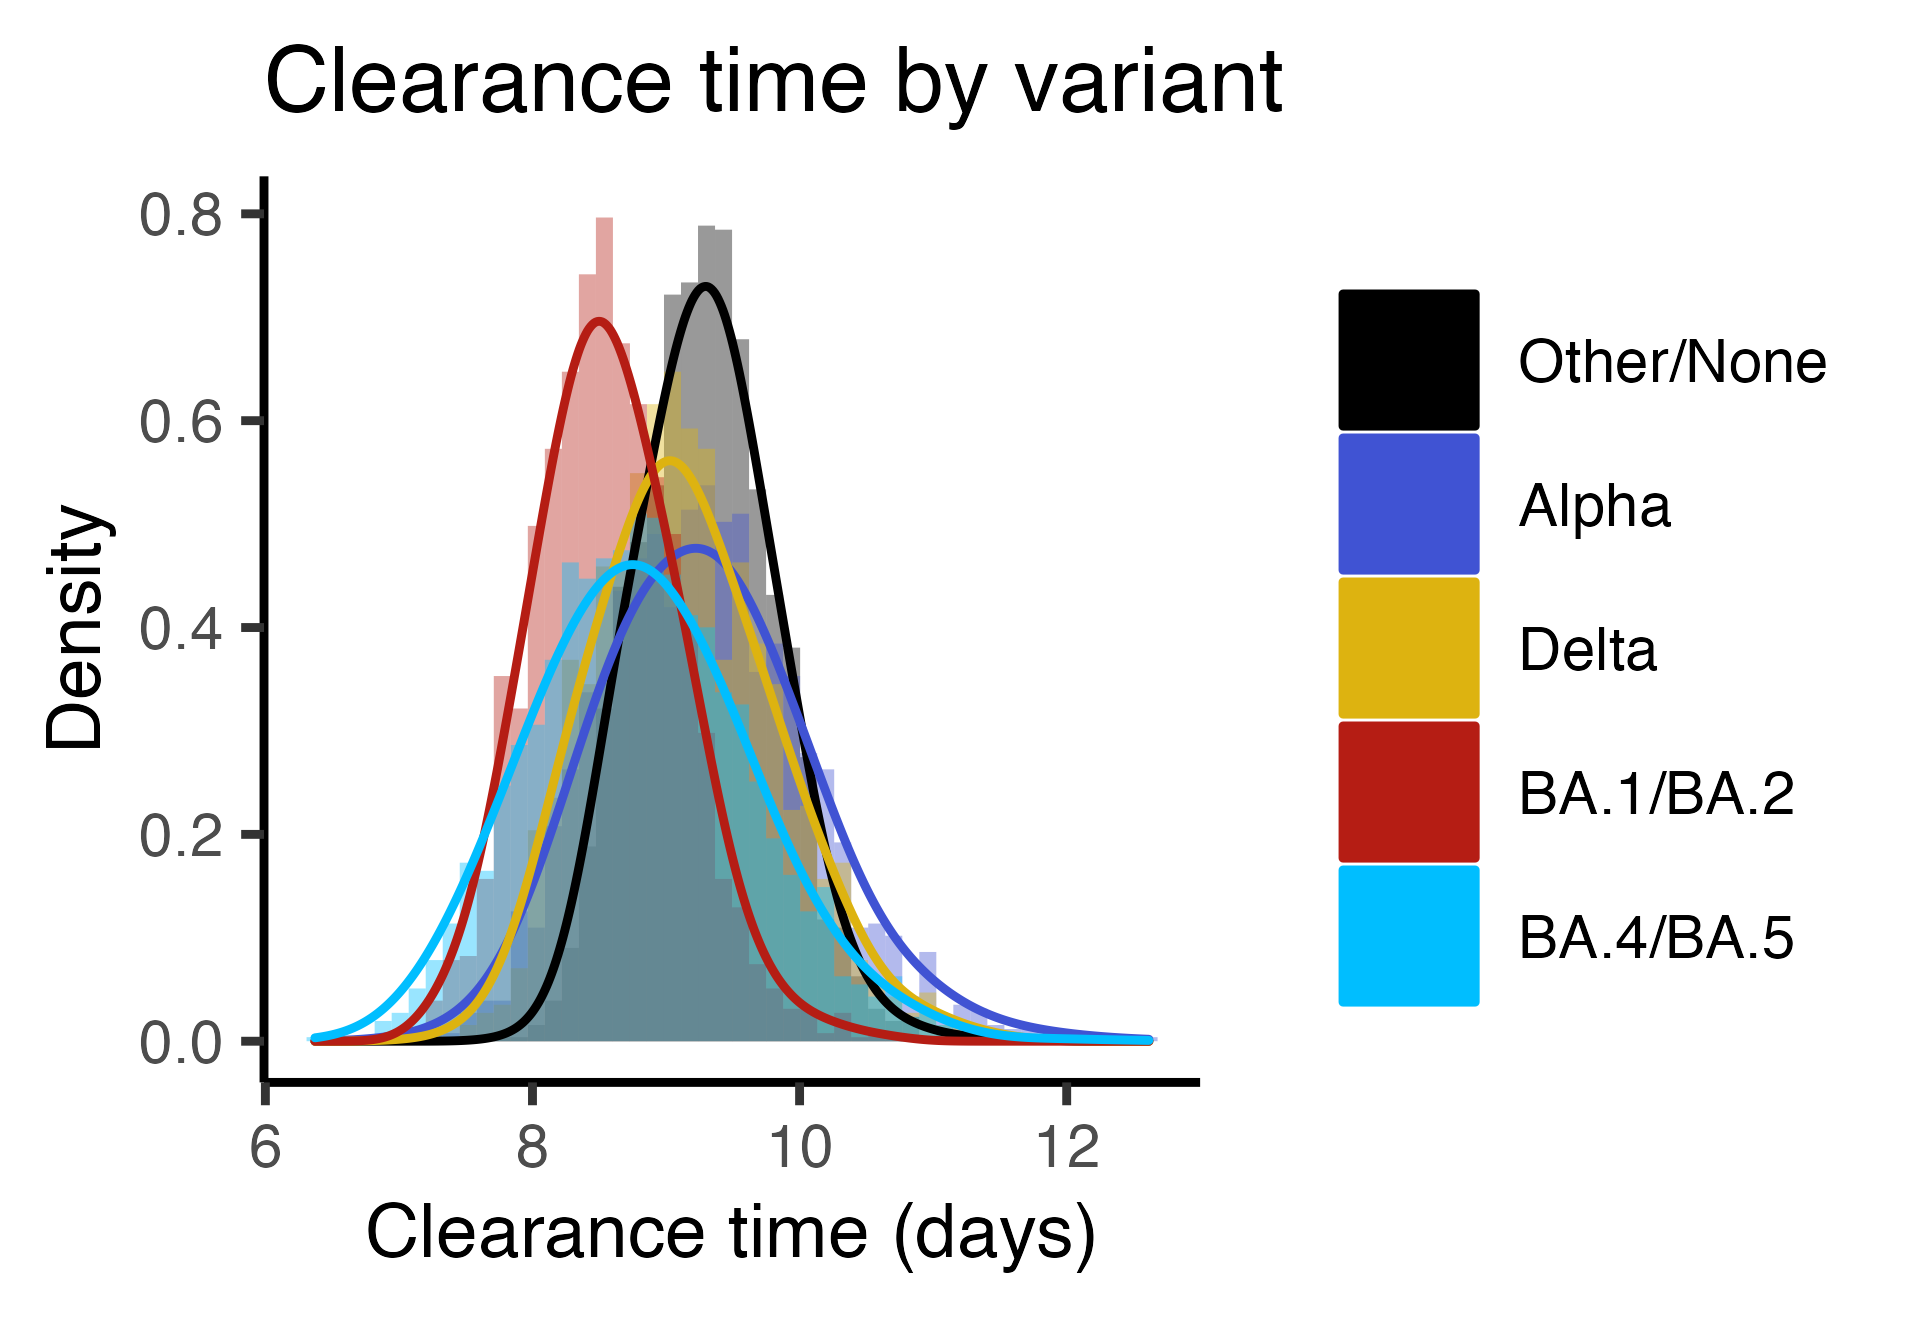 Clearance time by variant
0.8
0.6
0.4
0.2
0.0
Density
6 8 10 12
Clearance time (days)
Other/None
Alpha
Delta
BA.1/BA.2
BA.4/BA.5